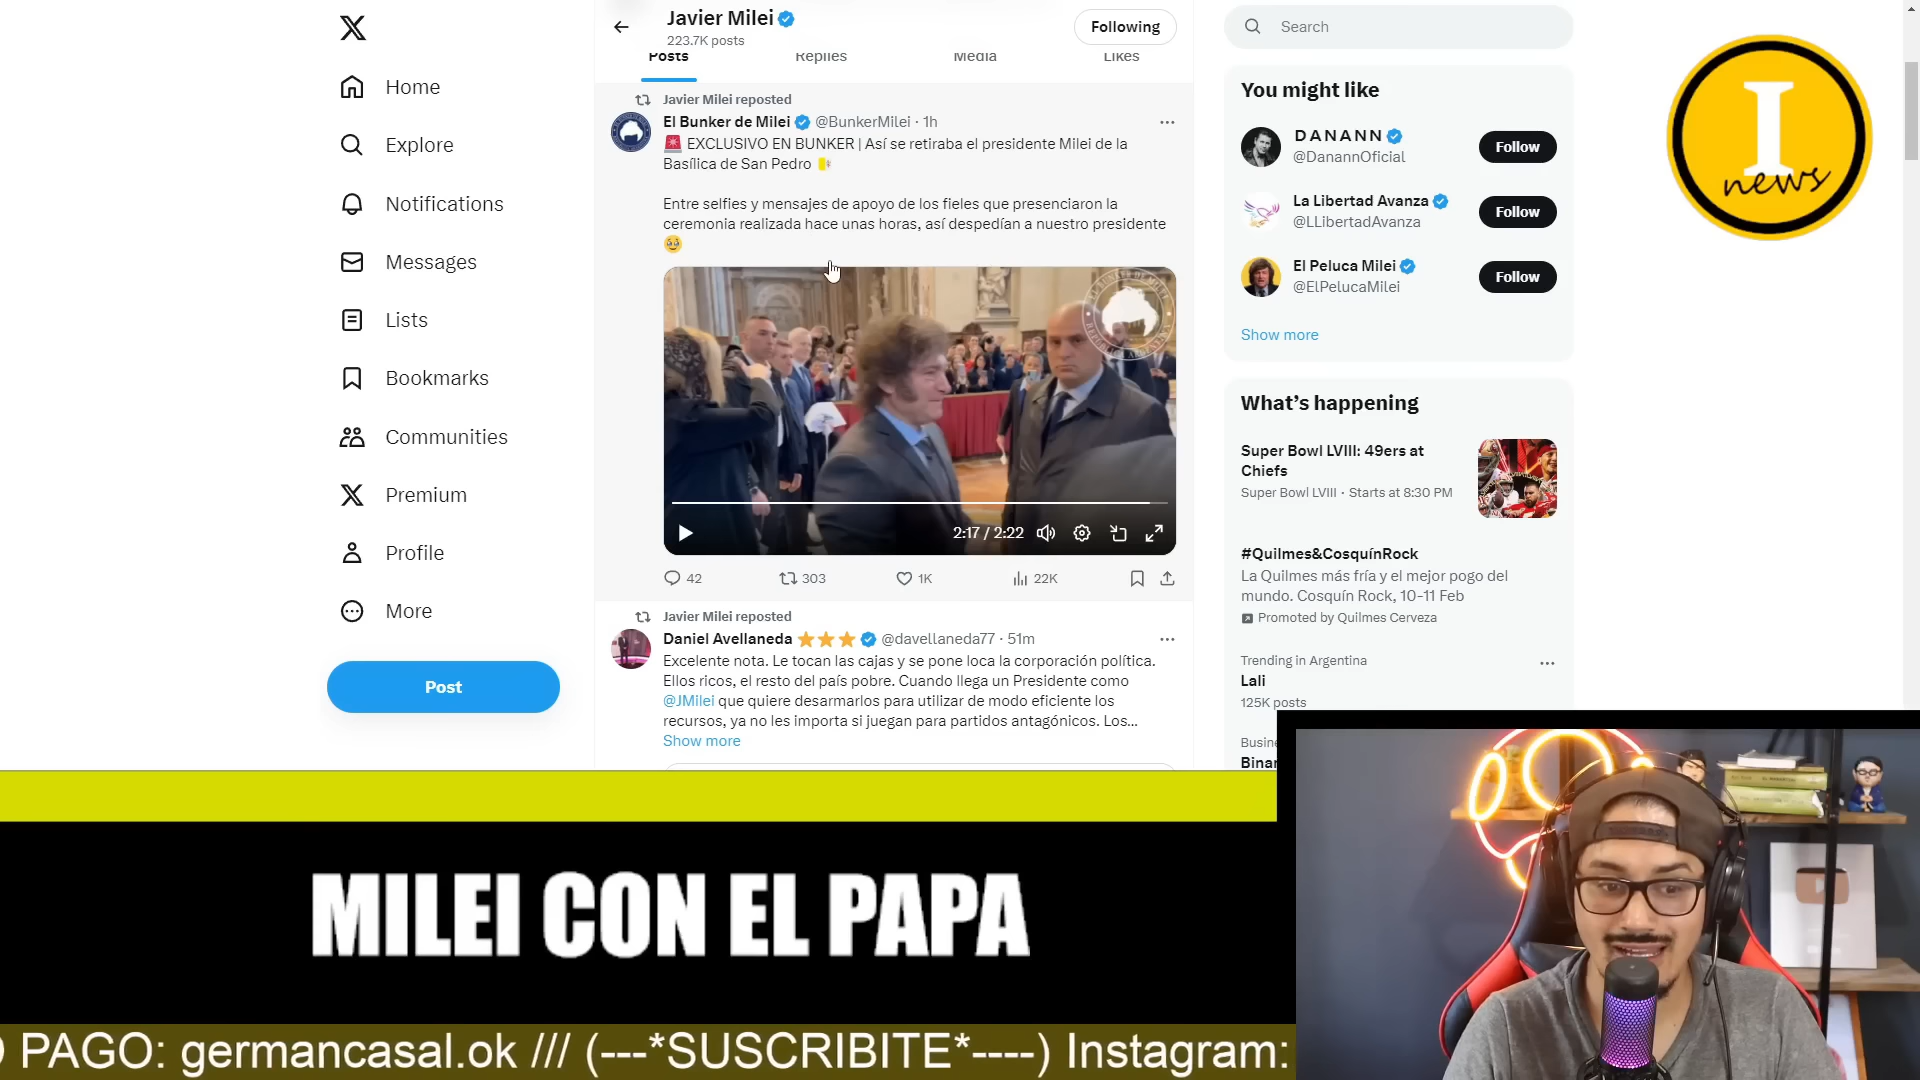 Javier Milei
223.7K posts
Following
Posts
Replies
Media
Likes
Home
Explore
Notifications
Messages
Lists
Bookmarks
Communities
Premium
Profile
More
Post
Javier Milei reposted
El Bunker de Milei @BunkerMilei · 1h
🚨 EXCLUSIVO EN BUNKER | Así se retiraba el presidente Milei de la
Basílica de San Pedro 🇻🇦
Entre selfies y mensajes de apoyo de los fieles que presenciaron la
ceremonia realizada hace unas horas, así despedían a nuestro presidente
🥹
2:17 / 2:22
42
303
1K
22K
Javier Milei reposted
Daniel Avellaneda ⭐⭐⭐ @davellaneda77 · 51m
Excelente nota. Le tocan las cajas y se pone loca la corporación política.
Ellos ricos, el resto del país pobre. Cuando llega un Presidente como
@JMilei que quiere desarmarlos para utilizar de modo eficiente los
recursos, ya no les importa si juegan para partidos antagónicos. Los...
Show more
Search
You might like
DANANN
@DanannOficial
Follow
La Libertad Avanza
@LLibertadAvanza
Follow
El Peluca Milei
@ElPelucaMilei
Follow
Show more
What's happening
Super Bowl LVIII: 49ers at
Chiefs
Super Bowl LVIII · Starts at 8:30 PM
#Quilmes&CosquínRock
La Quilmes más fría y el mejor pogo del
mundo. Cosquín Rock, 10-11 Feb
Promoted by Quilmes Cerveza
Trending in Argentina
Lali
125K posts
I
news
MILEI CON EL PAPA
PAGO: germancasal.ok /// (---*SUSCRIBITE*----) Instagram: